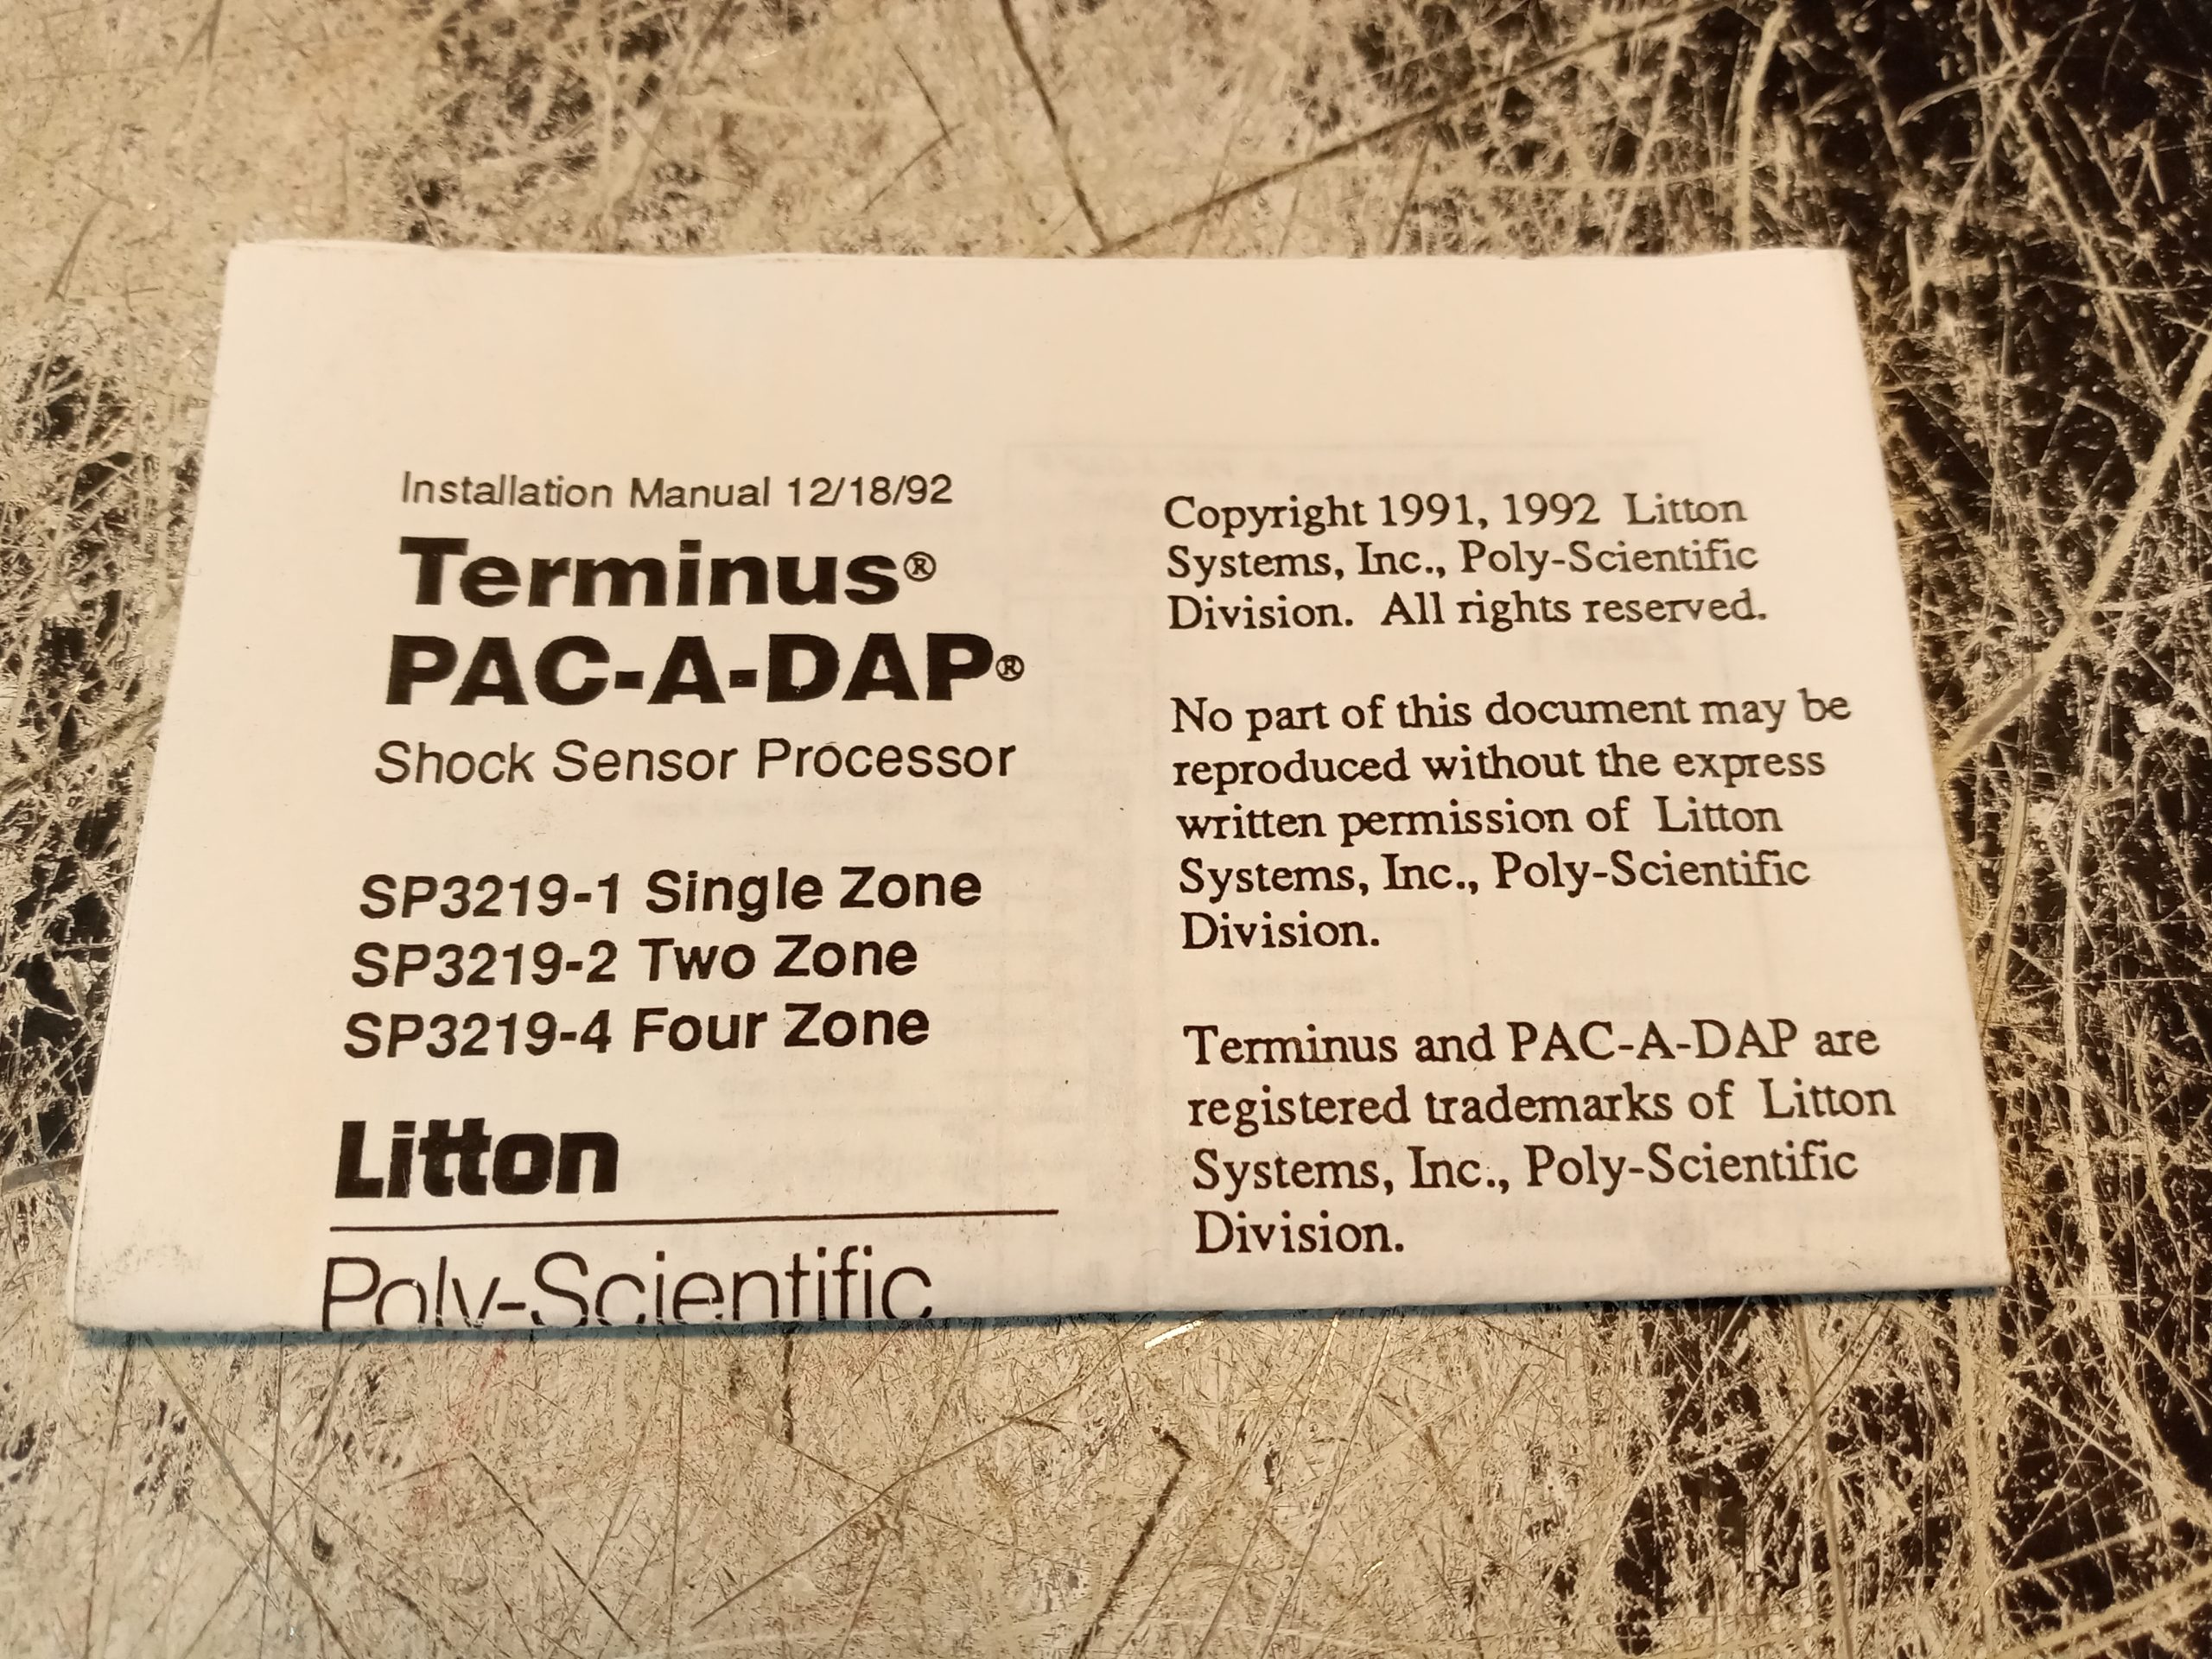 Installation Manual 12/18/92
Terminus®
PAC-A-DAP®
Shock Sensor Processor
SP3219-1 Single Zone
SP3219-2 Two Zone
SP3219-4 Four Zone
Litton
Poly-Scientific
Copyright 1991, 1992 Litton
Systems, Inc., Poly-Scientific
Division. All rights reserved.
No part of this document may be
reproduced without the express
written permission of Litton
Systems, Inc., Poly-Scientific
Division.
Terminus and PAC-A-DAP are
registered trademarks of Litton
Systems, Inc., Poly-Scientific
Division.